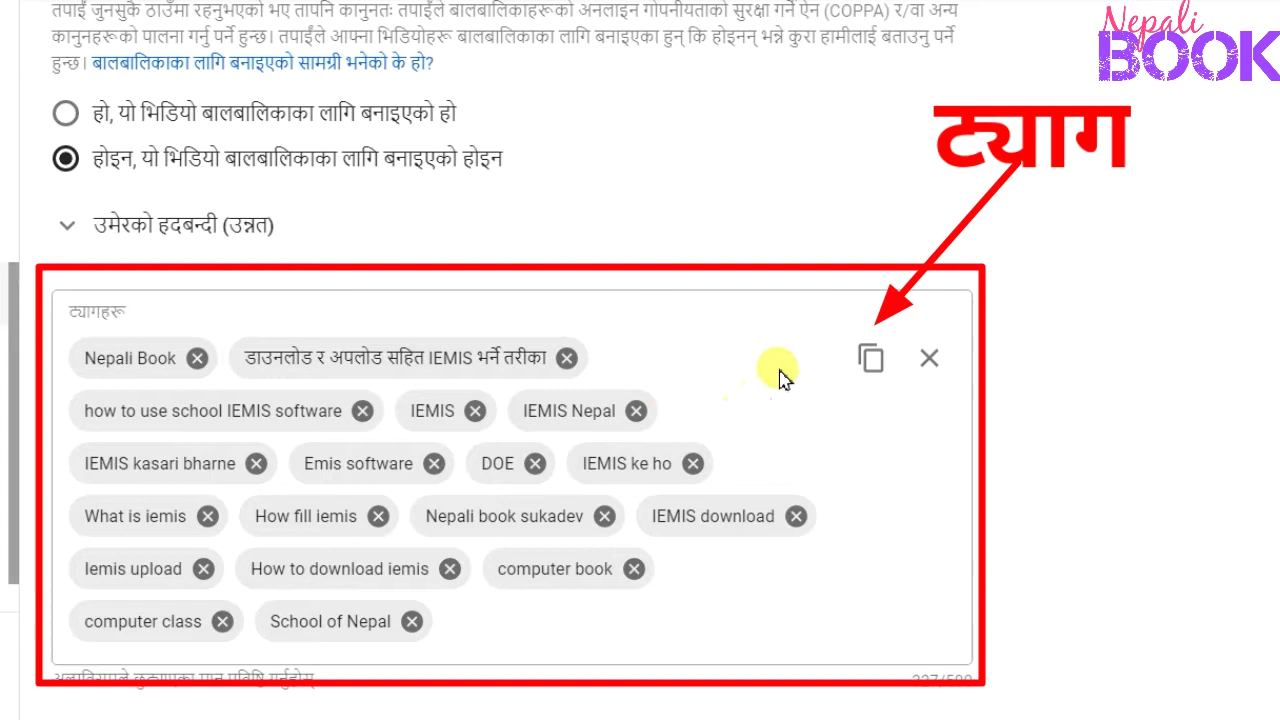 तपाईं जुनसुकै ठाउँमा रहनुभएको भए तापनि कानुनतः तपाईंले बालबालिकाहरूको अनलाइन गोपनीयताको सुरक्षा गर्ने ऐन (COPPA) र/वा अन्य
कानुनहरूको पालना गर्नु पर्ने हुन्छ। तपाईंले आफ्ना भिडियोहरू बालबालिकाका लागि बनाइएका हुन् कि होइनन् भन्ने कुरा हामीलाई बताउनु पर्ने
हुन्छ। बालबालिकाका लागि बनाइएको सामग्री भनेको के हो?
Nepali
BOOK
हो, यो भिडियो बालबालिकाका लागि बनाइएको हो
ट्याग
होइन, यो भिडियो बालबालिकाका लागि बनाइएको होइन
उमेरको हदबन्दी (उन्नत)
ट्यागहरू
Nepali Book डाउनलोड र अपलोड सहित IEMIS भर्ने तरीका
how to use school IEMIS software IEMIS IEMIS Nepal
IEMIS kasari bharne Emis software DOE IEMIS ke ho
What is iemis How fill iemis Nepali book sukadev IEMIS download
Iemis upload How to download iemis computer book
computer class School of Nepal